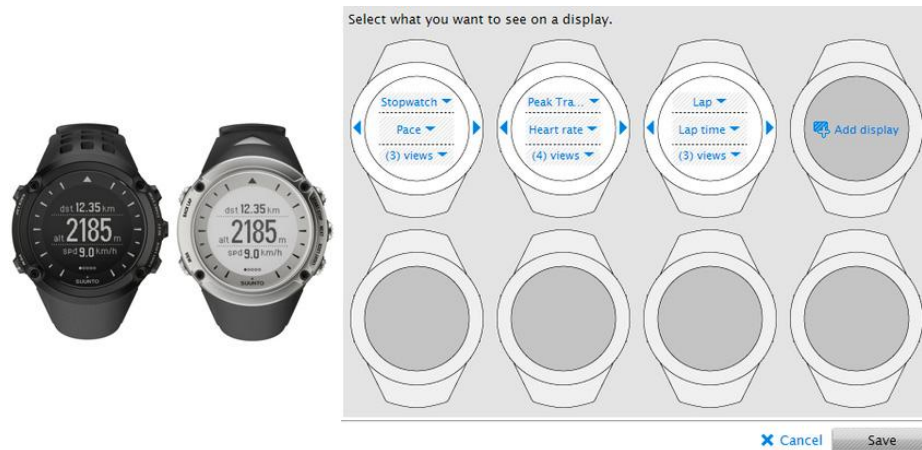 dst 12.35 km
alt 2185 m
spd 9.0 km/h
SUUNTO
dst 12.35 km
alt 2185 m
spd 9.0 km/h
SUUNTO
Select what you want to see on a display.
Stopwatch
Pace
(3) views
Peak Tra...
Heart rate
(4) views
Lap
Lap time
(3) views
Add display
Cancel
Save